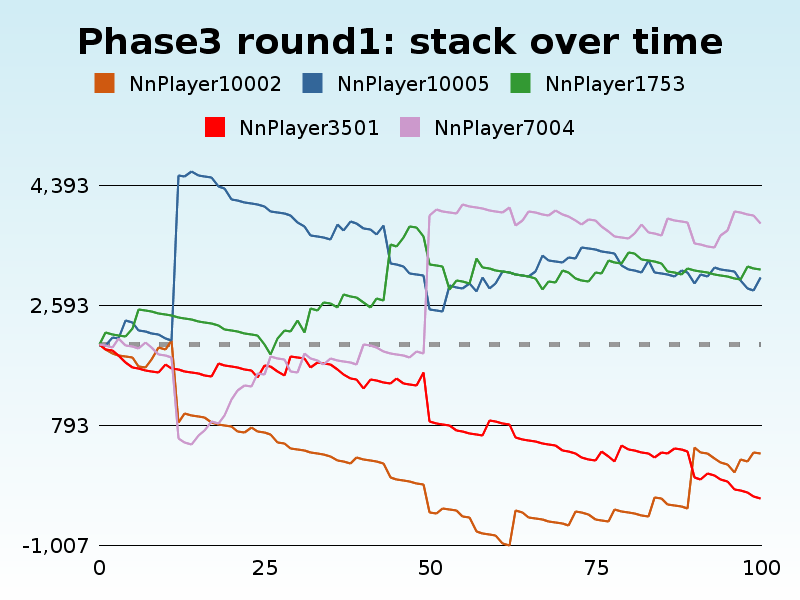 Phase3 round1: stack over time
NnPlayer10002 NnPlayer10005 NnPlayer1753
NnPlayer3501 NnPlayer7004
4,393
2,593
793
-1,007
0 25 50 75 100